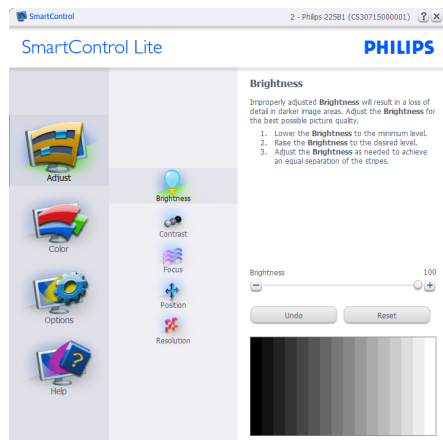 SmartControl
2 - Philips 225B1 (CS30715000001)
SmartControl Lite
PHILIPS
Adjust
Color
Options
Help
Brightness
Contrast
Focus
Position
Resolution
Brightness
Improperly adjusted Brightness will result in a loss of
detail in darker image areas. Adjust the Brightness for
the best possible picture quality.
1. Lower the Brightness to the minimum level.
2. Raise the Brightness to the desired level.
3. Adjust the Brightness as needed to achieve
an equal separation of the stripes.
Brightness 100
Undo Reset